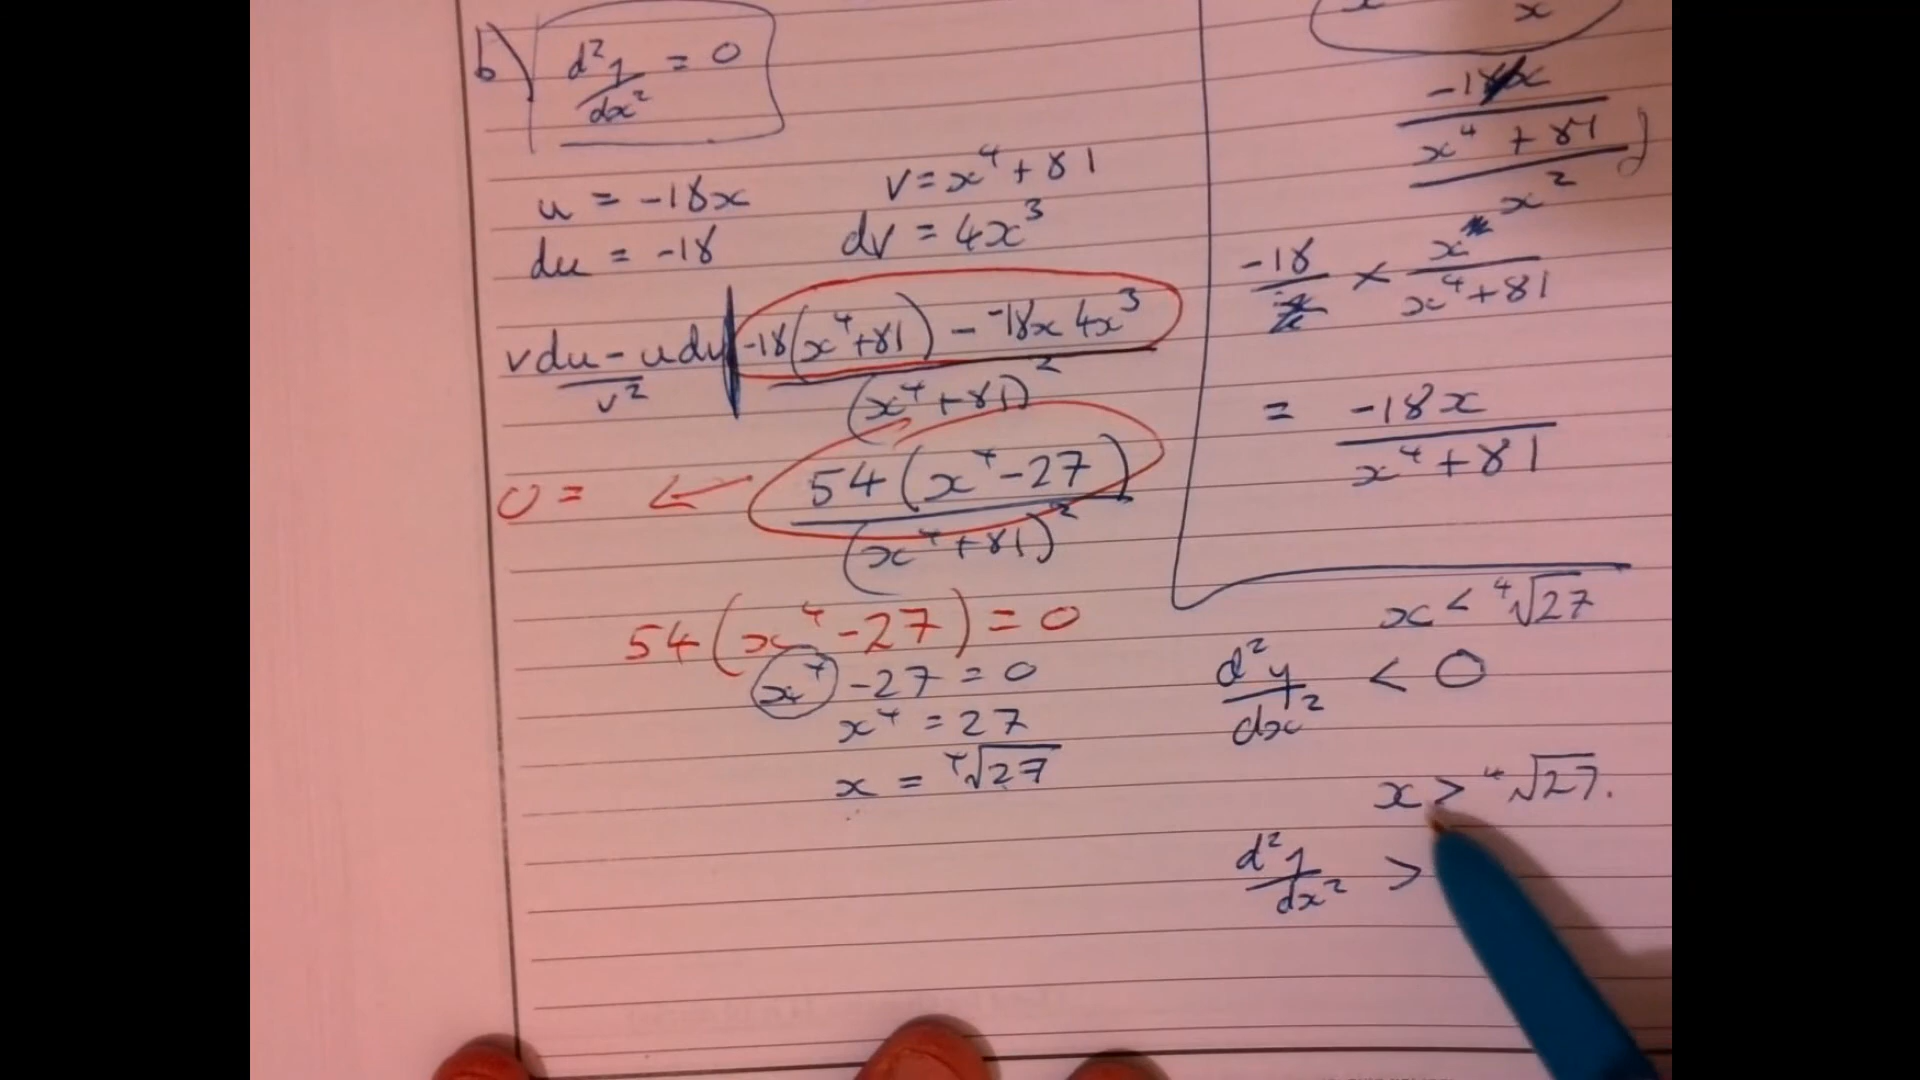 b) d²y/dx² = 0
u = -18x v = x⁴ + 81
du = -18 dv = 4x³
vdu - udv / v² | -18(x⁴+81) - -18x 4x³ / (x⁴+81)²
0 = ← 54(x⁴-27) / (x⁴+81)²
54(x⁴-27) = 0
x⁴ - 27 = 0
x⁴ = 27
x = ⁴√27
x
-18
x⁴ + 81
x²
-18 × x² / x⁴+81
= -18x / x⁴+81
x < ⁴√27
d²y/dx² < 0
x > ⁴√27.
d²y/dx² >